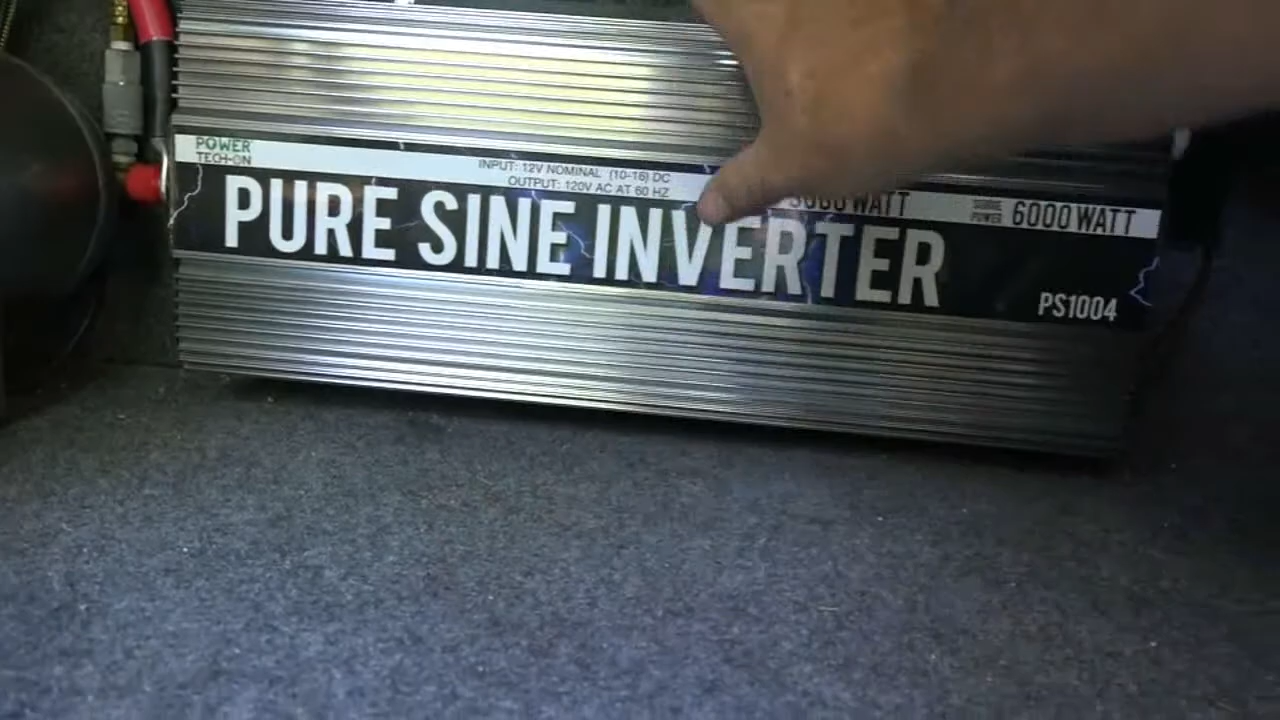 POWER
TECH-ON
INPUT: 12V NOMINAL (10-16) DC
OUTPUT: 120V AC AT 60 HZ
3000 WATT
SURGE
POWER
6000 WATT
PURE SINE INVERTER
PS1004